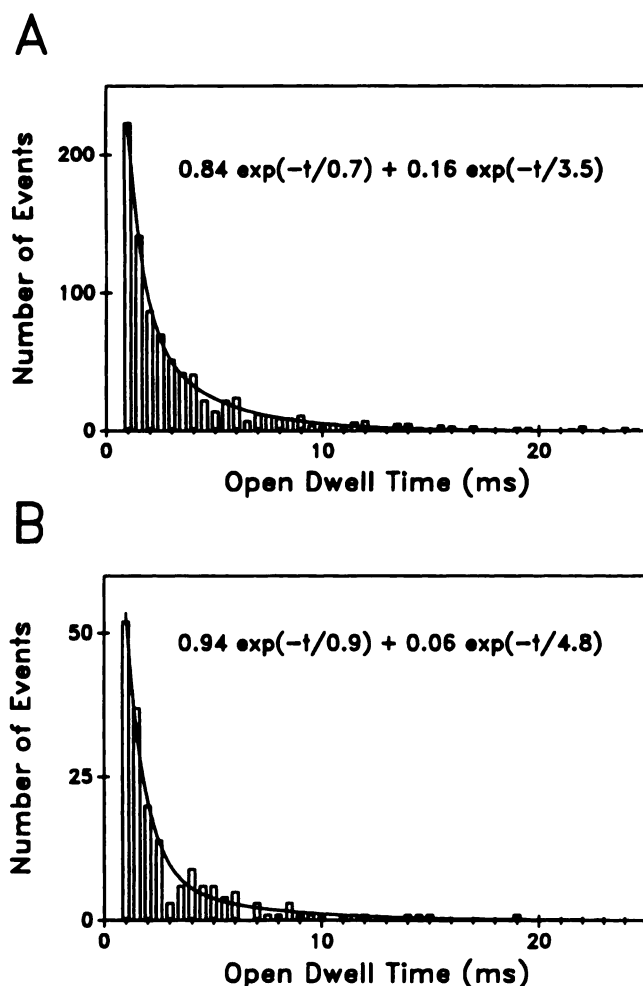 A
Number of Events
200
100
0
0.84 exp(-t/0.7) + 0.16 exp(-t/3.5)
0
10
20
Open Dwell Time (ms)
B
Number of Events
50
25
0
0.94 exp(-t/0.9) + 0.06 exp(-t/4.8)
0
10
20
Open Dwell Time (ms)